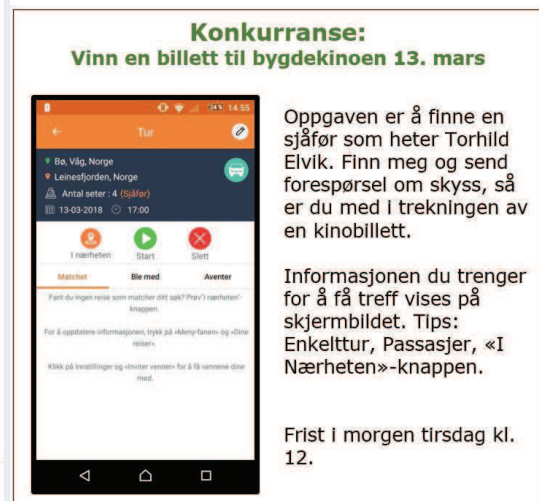 Konkurranse:
Vinn en billett til bygdekinoen 13. mars
24% 14.55
Tur
Bø, Våg, Norge
Leinesfjorden, Norge
Antal seter : 4 (Sjåfør)
13-03-2018 17:00
I nærheten Start Slett
Matchet Ble med Aventer
Fant du ingen reise som matcher ditt søk? Prøv'i nærheten'-
knappen.
For å oppdatere informasjonen, trykk på «Meny-fanen» og «Dine
reiser».
Klikk på Innstillinger og «Inviter venner» for å få vennene dine
med.
Oppgaven er å finne en
sjåfør som heter Torhild
Elvik. Finn meg og send
forespørsel om skyss, så
er du med i trekningen av
en kinobillett.
Informasjonen du trenger
for å få treff vises på
skjermbildet. Tips:
Enkelttur, Passasjer, «I
Nærheten»-knappen.
Frist i morgen tirsdag kl.
12.